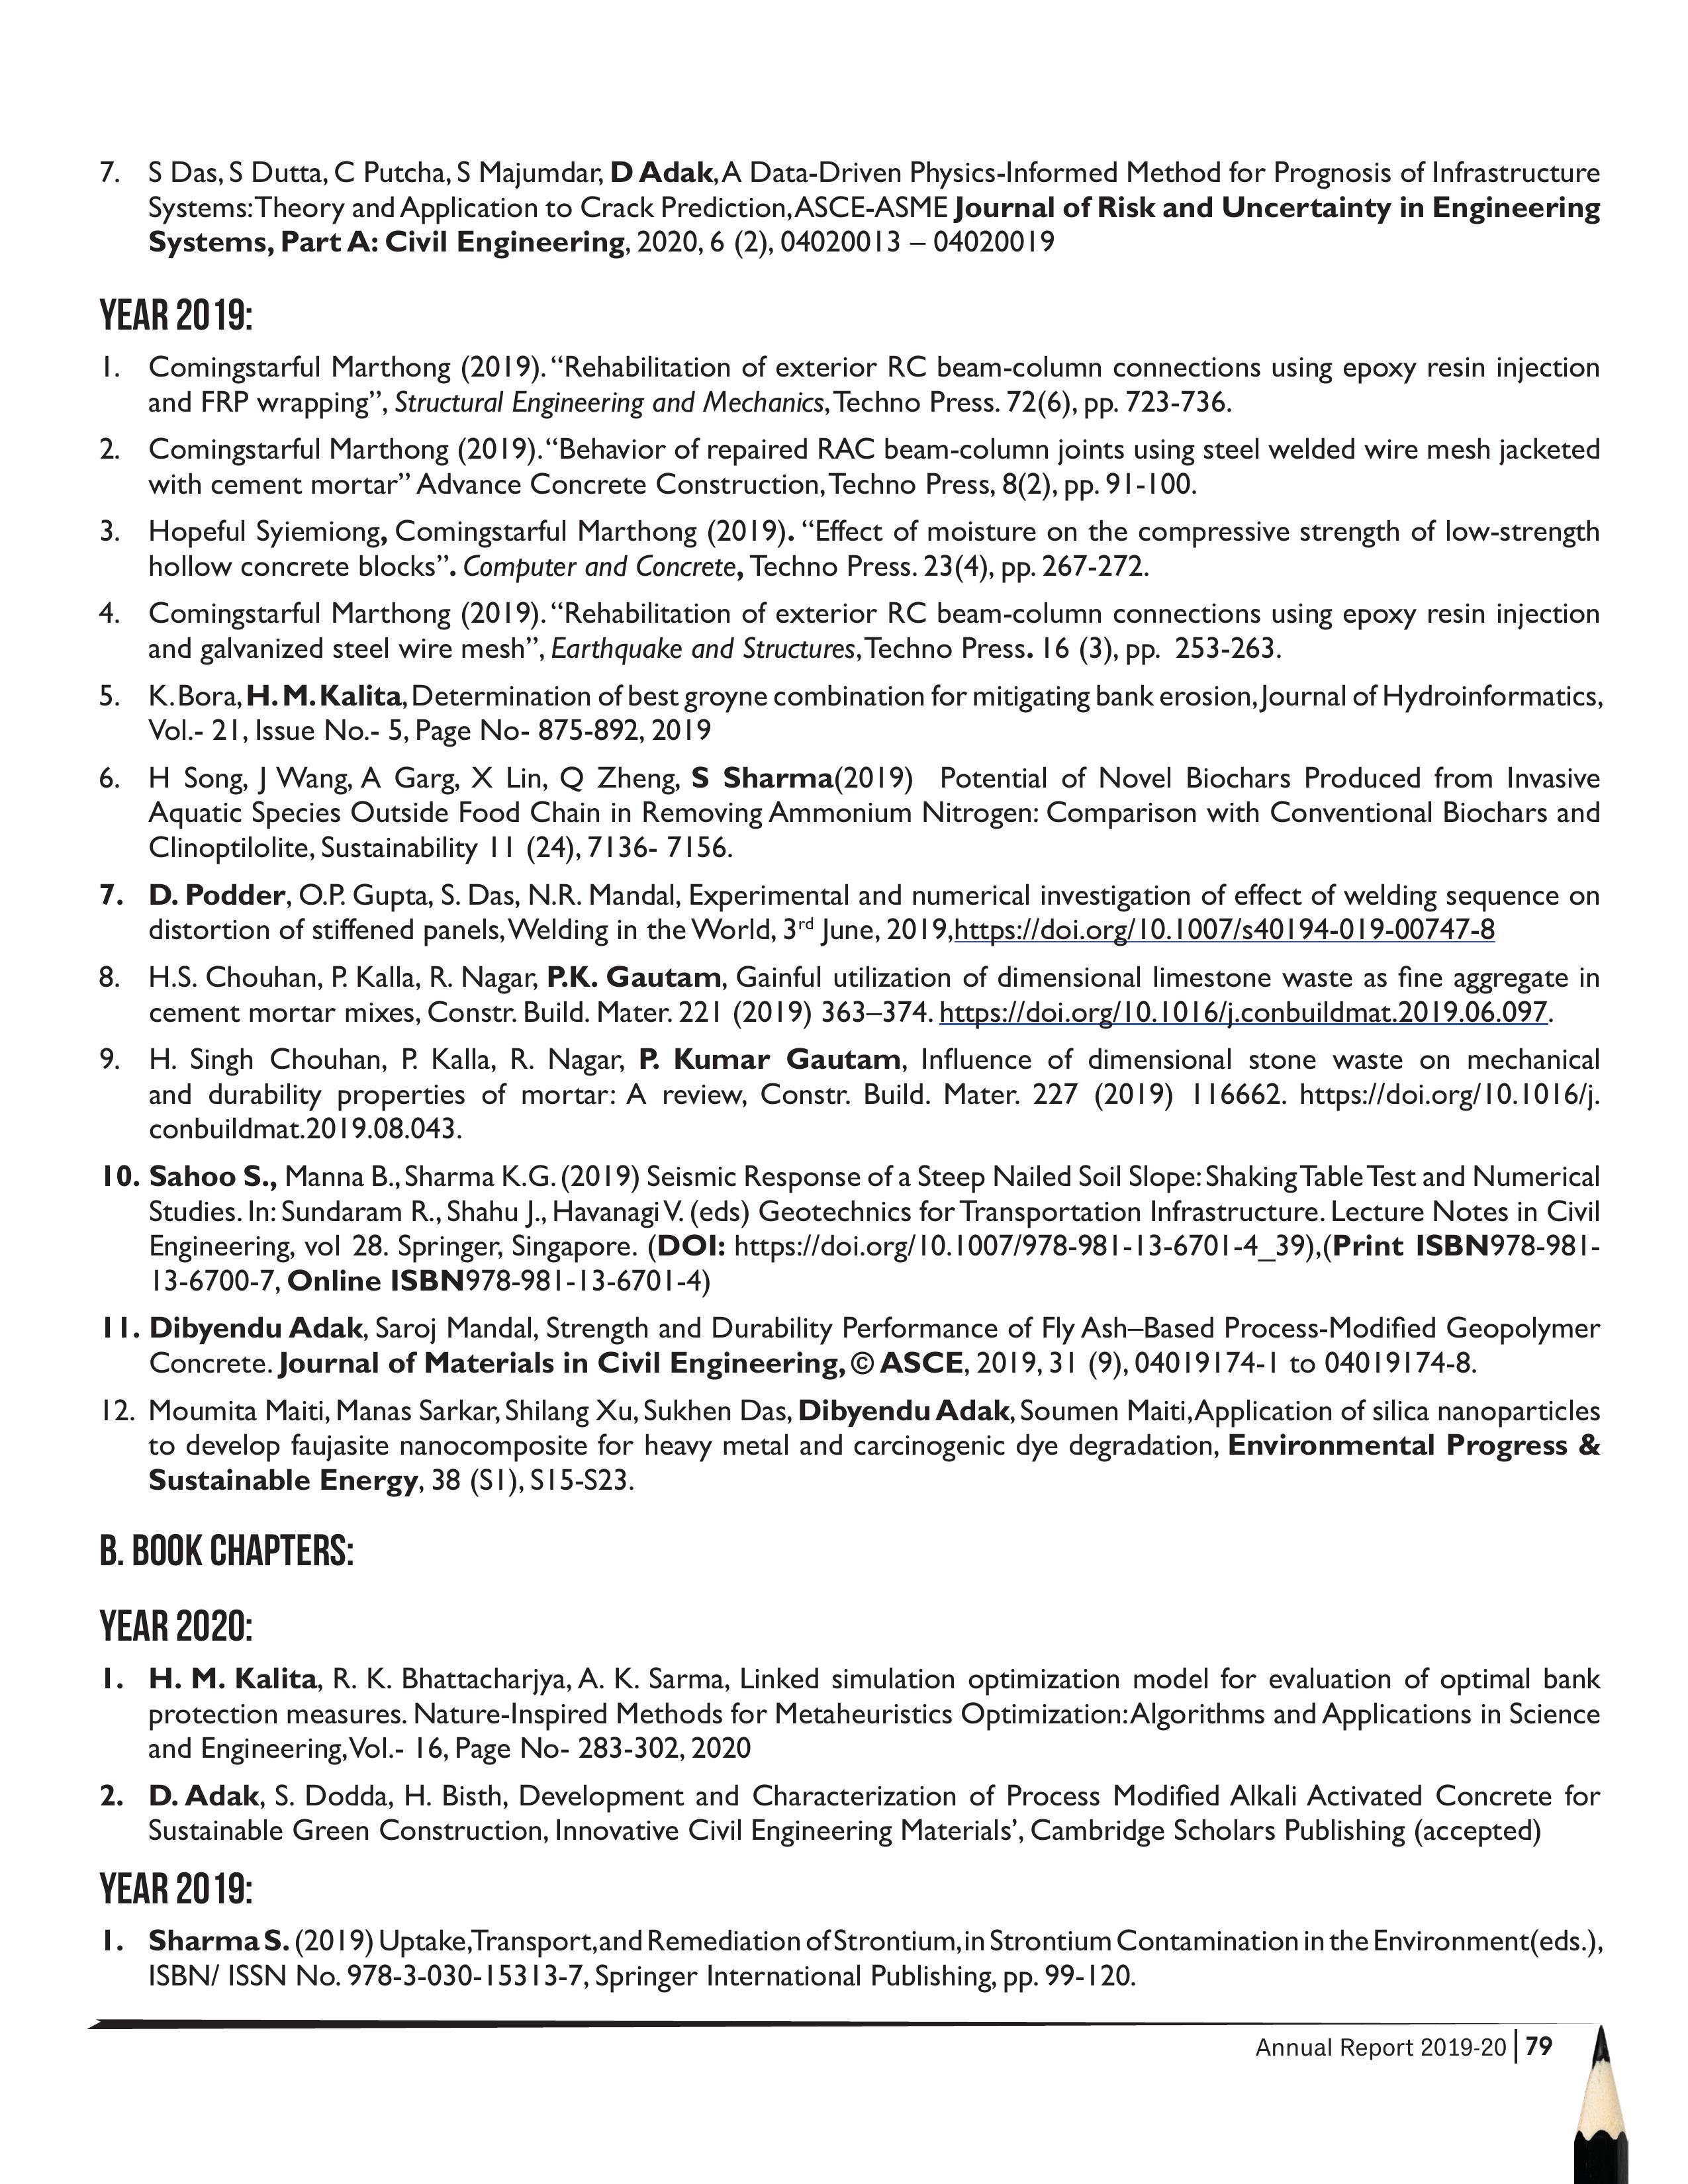 7. S Das, S Dutta, C Putcha, S Majumdar, D Adak, A Data-Driven Physics-Informed Method for Prognosis of Infrastructure
Systems: Theory and Application to Crack Prediction, ASCE-ASME Journal of Risk and Uncertainty in Engineering
Systems, Part A: Civil Engineering, 2020, 6 (2), 04020013 – 04020019
YEAR 2019:
1. Comingstarful Marthong (2019). “Rehabilitation of exterior RC beam-column connections using epoxy resin injection
and FRP wrapping”, Structural Engineering and Mechanics, Techno Press. 72(6), pp. 723-736.
2. Comingstarful Marthong (2019). “Behavior of repaired RAC beam-column joints using steel welded wire mesh jacketed
with cement mortar” Advance Concrete Construction, Techno Press, 8(2), pp. 91-100.
3. Hopeful Syiemiong, Comingstarful Marthong (2019). “Effect of moisture on the compressive strength of low-strength
hollow concrete blocks”. Computer and Concrete, Techno Press. 23(4), pp. 267-272.
4. Comingstarful Marthong (2019). “Rehabilitation of exterior RC beam-column connections using epoxy resin injection
and galvanized steel wire mesh”, Earthquake and Structures, Techno Press. 16 (3), pp. 253-263.
5. K. Bora, H. M. Kalita, Determination of best groyne combination for mitigating bank erosion, Journal of Hydroinformatics,
Vol.- 21, Issue No.- 5, Page No- 875-892, 2019
6. H Song, J Wang, A Garg, X Lin, Q Zheng, S Sharma(2019) Potential of Novel Biochars Produced from Invasive
Aquatic Species Outside Food Chain in Removing Ammonium Nitrogen: Comparison with Conventional Biochars and
Clinoptilolite, Sustainability 11 (24), 7136- 7156.
7. D. Podder, O.P. Gupta, S. Das, N.R. Mandal, Experimental and numerical investigation of effect of welding sequence on
distortion of stiffened panels, Welding in the World, 3rd June, 2019,https://doi.org/10.1007/s40194-019-00747-8
8. H.S. Chouhan, P. Kalla, R. Nagar, P.K. Gautam, Gainful utilization of dimensional limestone waste as fine aggregate in
cement mortar mixes, Constr. Build. Mater. 221 (2019) 363–374. https://doi.org/10.1016/j.conbuildmat.2019.06.097.
9. H. Singh Chouhan, P. Kalla, R. Nagar, P. Kumar Gautam, Influence of dimensional stone waste on mechanical
and durability properties of mortar: A review, Constr. Build. Mater. 227 (2019) 116662. https://doi.org/10.1016/j.
conbuildmat.2019.08.043.
10. Sahoo S., Manna B., Sharma K.G. (2019) Seismic Response of a Steep Nailed Soil Slope: Shaking Table Test and Numerical
Studies. In: Sundaram R., Shahu J., Havanagi V. (eds) Geotechnics for Transportation Infrastructure. Lecture Notes in Civil
Engineering, vol 28. Springer, Singapore. (DOI: https://doi.org/10.1007/978-981-13-6701-4_39),(Print ISBN978-981-
13-6700-7, Online ISBN978-981-13-6701-4)
11. Dibyendu Adak, Saroj Mandal, Strength and Durability Performance of Fly Ash–Based Process-Modified Geopolymer
Concrete. Journal of Materials in Civil Engineering, © ASCE, 2019, 31 (9), 04019174-1 to 04019174-8.
12. Moumita Maiti, Manas Sarkar, Shilang Xu, Sukhen Das, Dibyendu Adak, Soumen Maiti, Application of silica nanoparticles
to develop faujasite nanocomposite for heavy metal and carcinogenic dye degradation, Environmental Progress &
Sustainable Energy, 38 (S1), S15-S23.
B. BOOK CHAPTERS:
YEAR 2020:
1. H. M. Kalita, R. K. Bhattacharjya, A. K. Sarma, Linked simulation optimization model for evaluation of optimal bank
protection measures. Nature-Inspired Methods for Metaheuristics Optimization: Algorithms and Applications in Science
and Engineering, Vol.- 16, Page No- 283-302, 2020
2. D. Adak, S. Dodda, H. Bisth, Development and Characterization of Process Modified Alkali Activated Concrete for
Sustainable Green Construction, Innovative Civil Engineering Materials’, Cambridge Scholars Publishing (accepted)
YEAR 2019:
1. Sharma S. (2019) Uptake, Transport, and Remediation of Strontium, in Strontium Contamination in the Environment(eds.),
ISBN/ ISSN No. 978-3-030-15313-7, Springer International Publishing, pp. 99-120.
Annual Report 2019-20 | 79